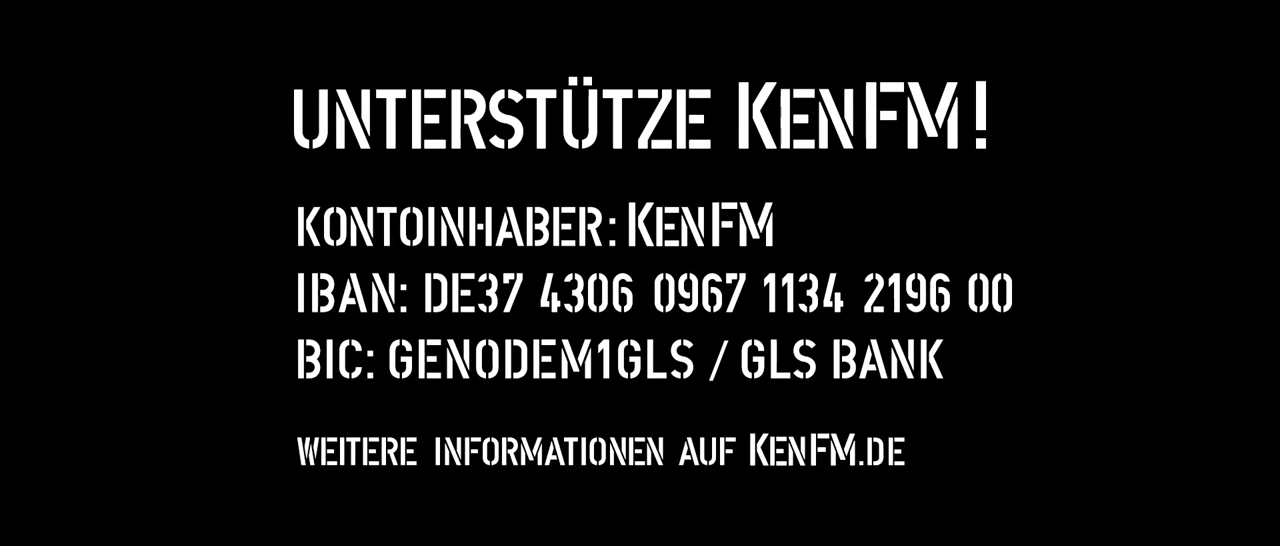 UNTERSTÜTZE KENFM!
KONTOINHABER: KENFM
IBAN: DE37 4306 0967 1134 2196 00
BIC: GENODEM1GLS / GLS BANK
WEITERE INFORMATIONEN AUF KENFM.DE